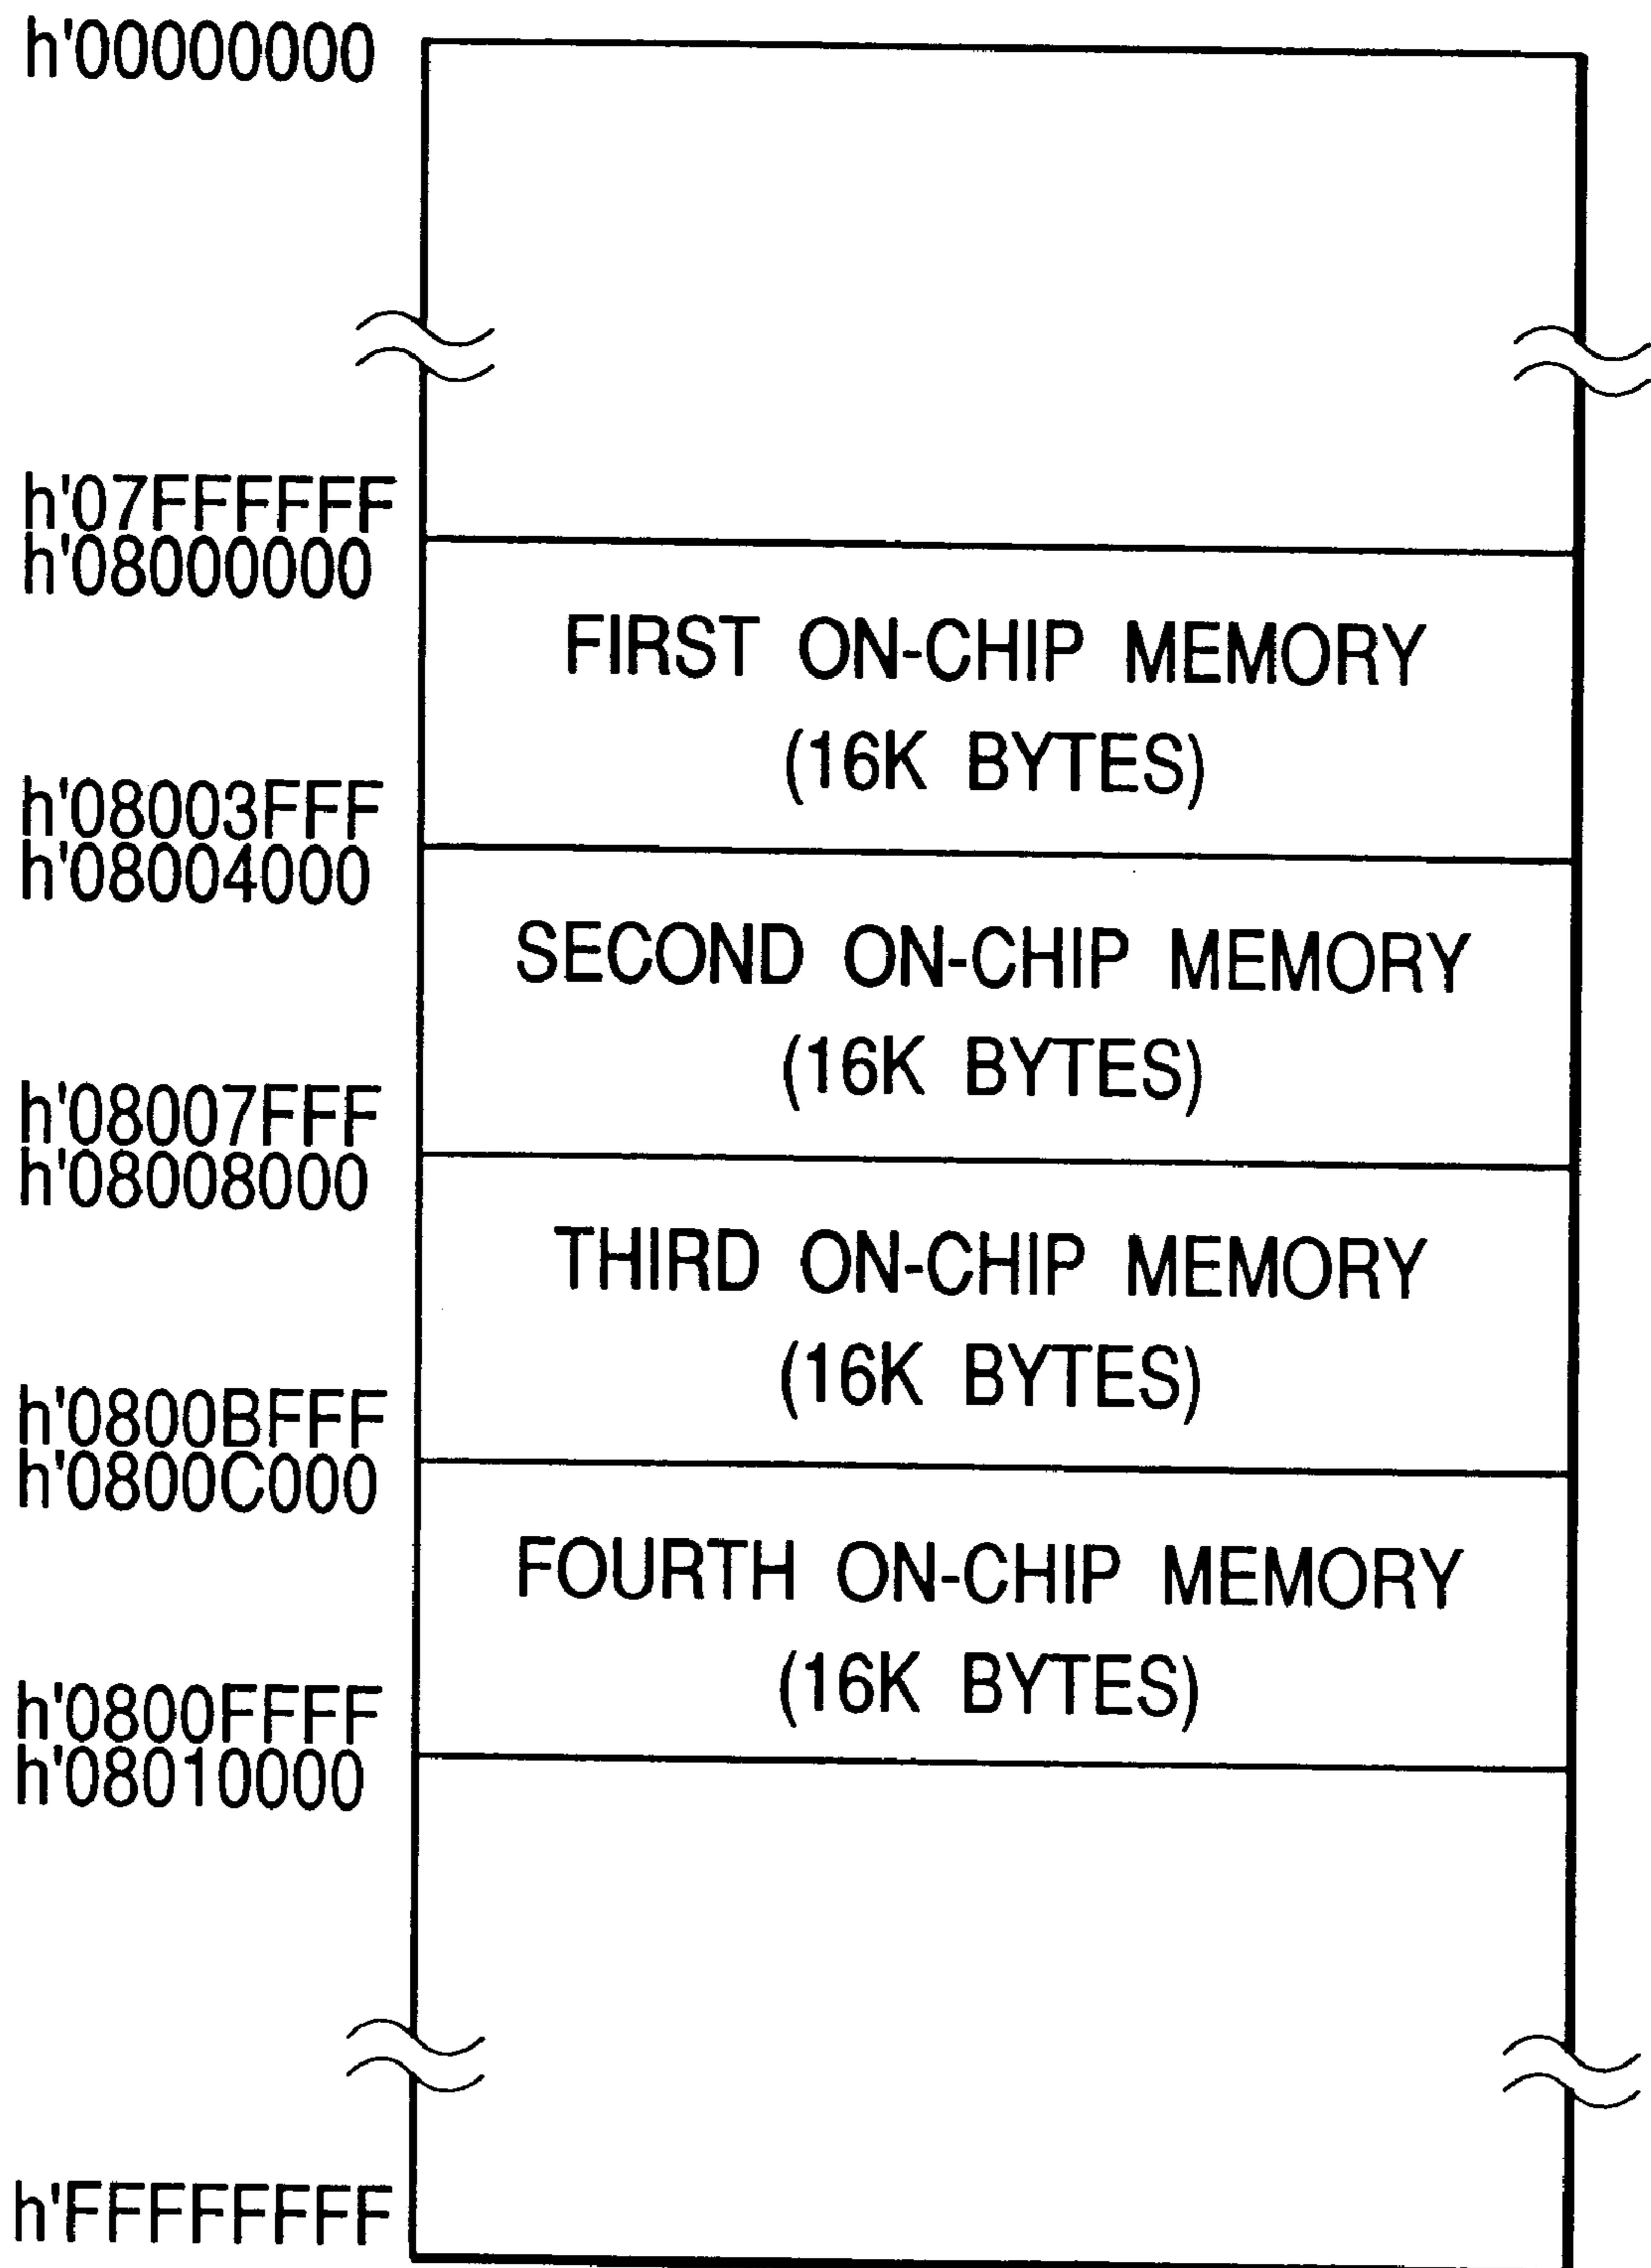 h'00000000
h'07FFFFFF
h'08000000
FIRST ON-CHIP MEMORY
(16K BYTES)
h'08003FFF
h'08004000
SECOND ON-CHIP MEMORY
(16K BYTES)
h'08007FFF
h'08008000
THIRD ON-CHIP MEMORY
(16K BYTES)
h'0800BFFF
h'0800C000
FOURTH ON-CHIP MEMORY
(16K BYTES)
h'0800FFFF
h'08010000
h'FFFFFFFF